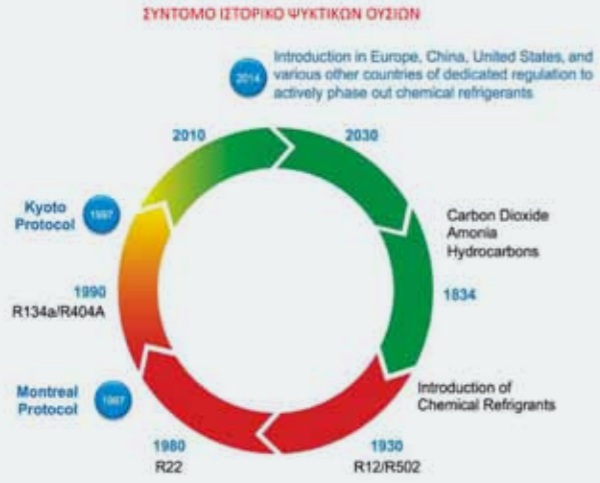 ΣΥΝΤΟΜΟ ΙΣΤΟΡΙΚΟ ΨΥΚΤΙΚΩΝ ΟΥΣΙΩΝ
2014
Introduction in Europe, China, United States, and
various other countries of dedicated regulation to
actively phase out chemical refrigerants
2010
2030
Kyoto
Protocol
1997
Carbon Dioxide
Amonia
Hydrocarbons
1990
R134a/R404A
1834
Montreal
Protocol
1987
Introduction of
Chemical Refrigrants
1980
R22
1930
R12/R502